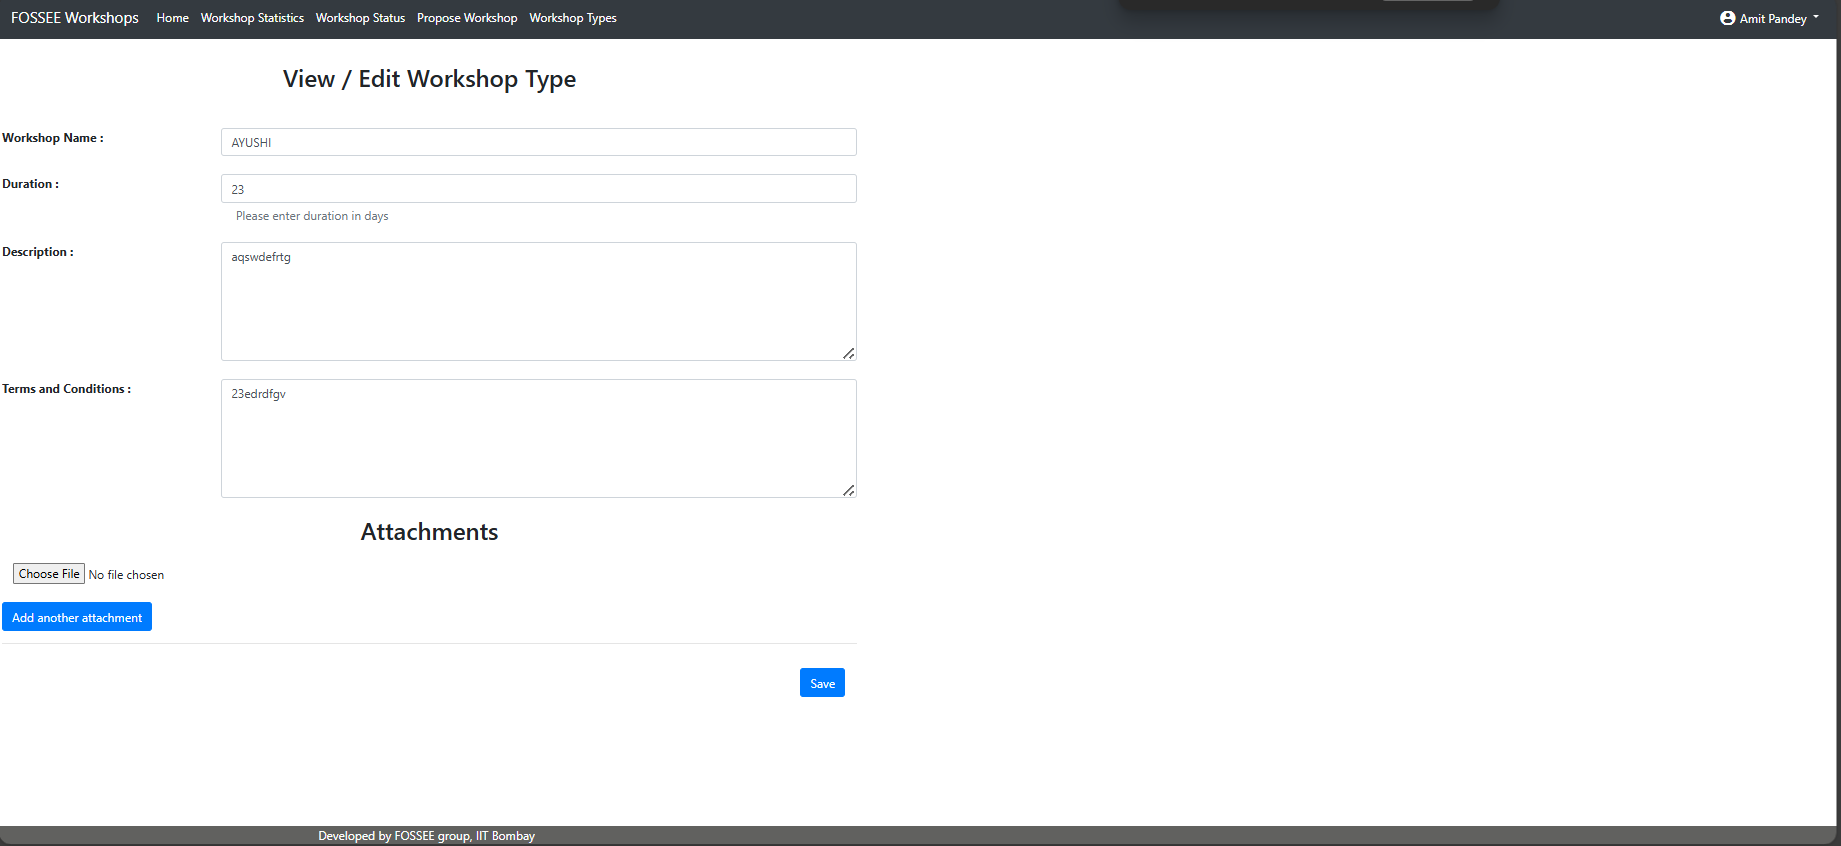 FOSSEE Workshops Home Workshop Statistics Workshop Status Propose Workshop Workshop Types Amit Pandey
View / Edit Workshop Type
Workshop Name : AYUSHI
Duration : 23
Please enter duration in days
Description : aqswdefrtg
Terms and Conditions : 23edrdfgv
Attachments
Choose File No file chosen
Add another attachment
Save
Developed by FOSSEE group, IIT Bombay